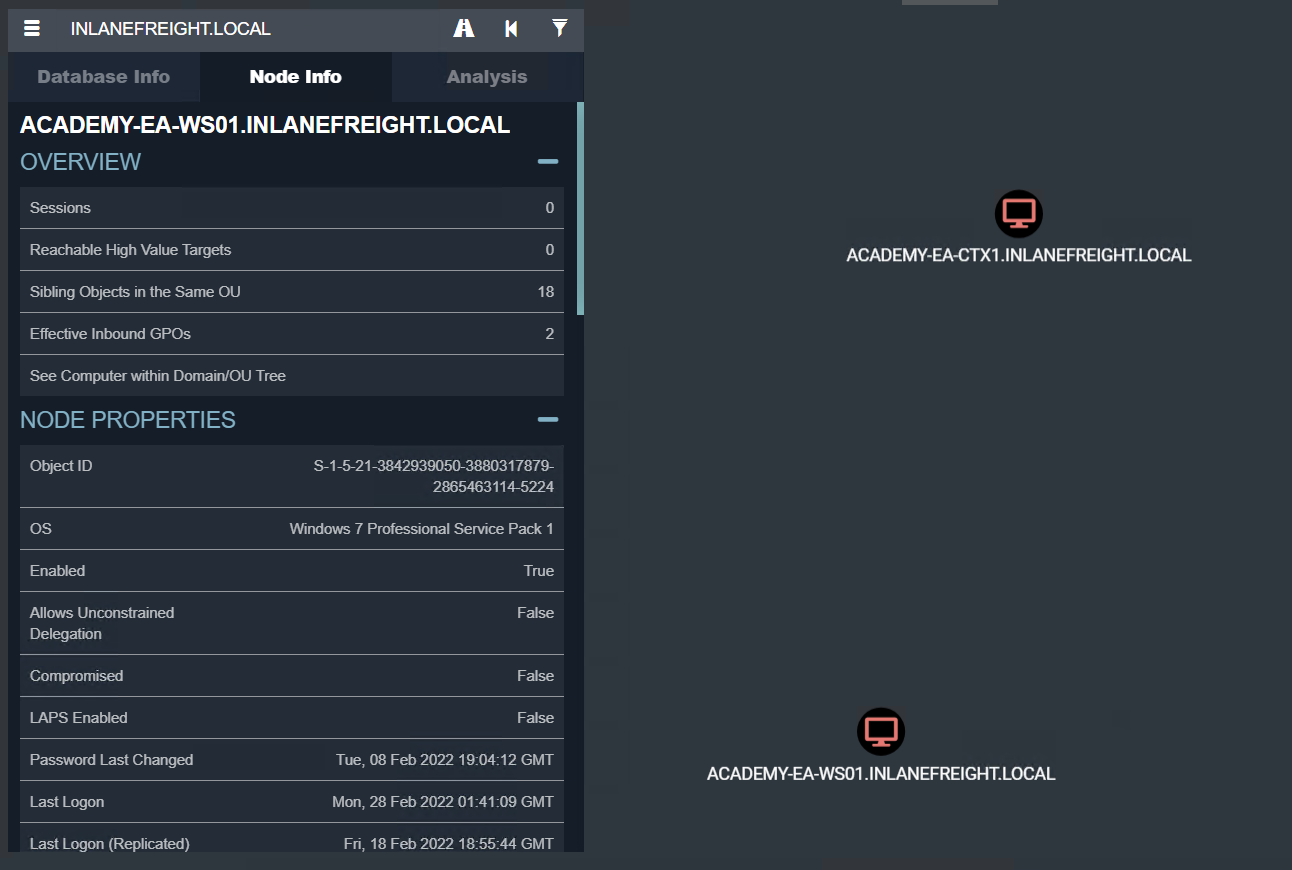 INLANEFREIGHT.LOCAL
Database Info
Node Info
Analysis
ACADEMY-EA-WS01.INLANEFREIGHT.LOCAL
OVERVIEW
Sessions 0
Reachable High Value Targets 0
Sibling Objects in the Same OU 18
Effective Inbound GPOs 2
See Computer within Domain/OU Tree
NODE PROPERTIES
Object ID S-1-5-21-3842939050-3880317879-
2865463114-5224
OS Windows 7 Professional Service Pack 1
Enabled True
Allows Unconstrained False
Delegation
Compromised False
LAPS Enabled False
Password Last Changed Tue, 08 Feb 2022 19:04:12 GMT
Last Logon Mon, 28 Feb 2022 01:41:09 GMT
Last Logon (Replicated) Fri, 18 Feb 2022 18:55:44 GMT
ACADEMY-EA-CTX1.INLANEFREIGHT.LOCAL
ACADEMY-EA-WS01.INLANEFREIGHT.LOCAL